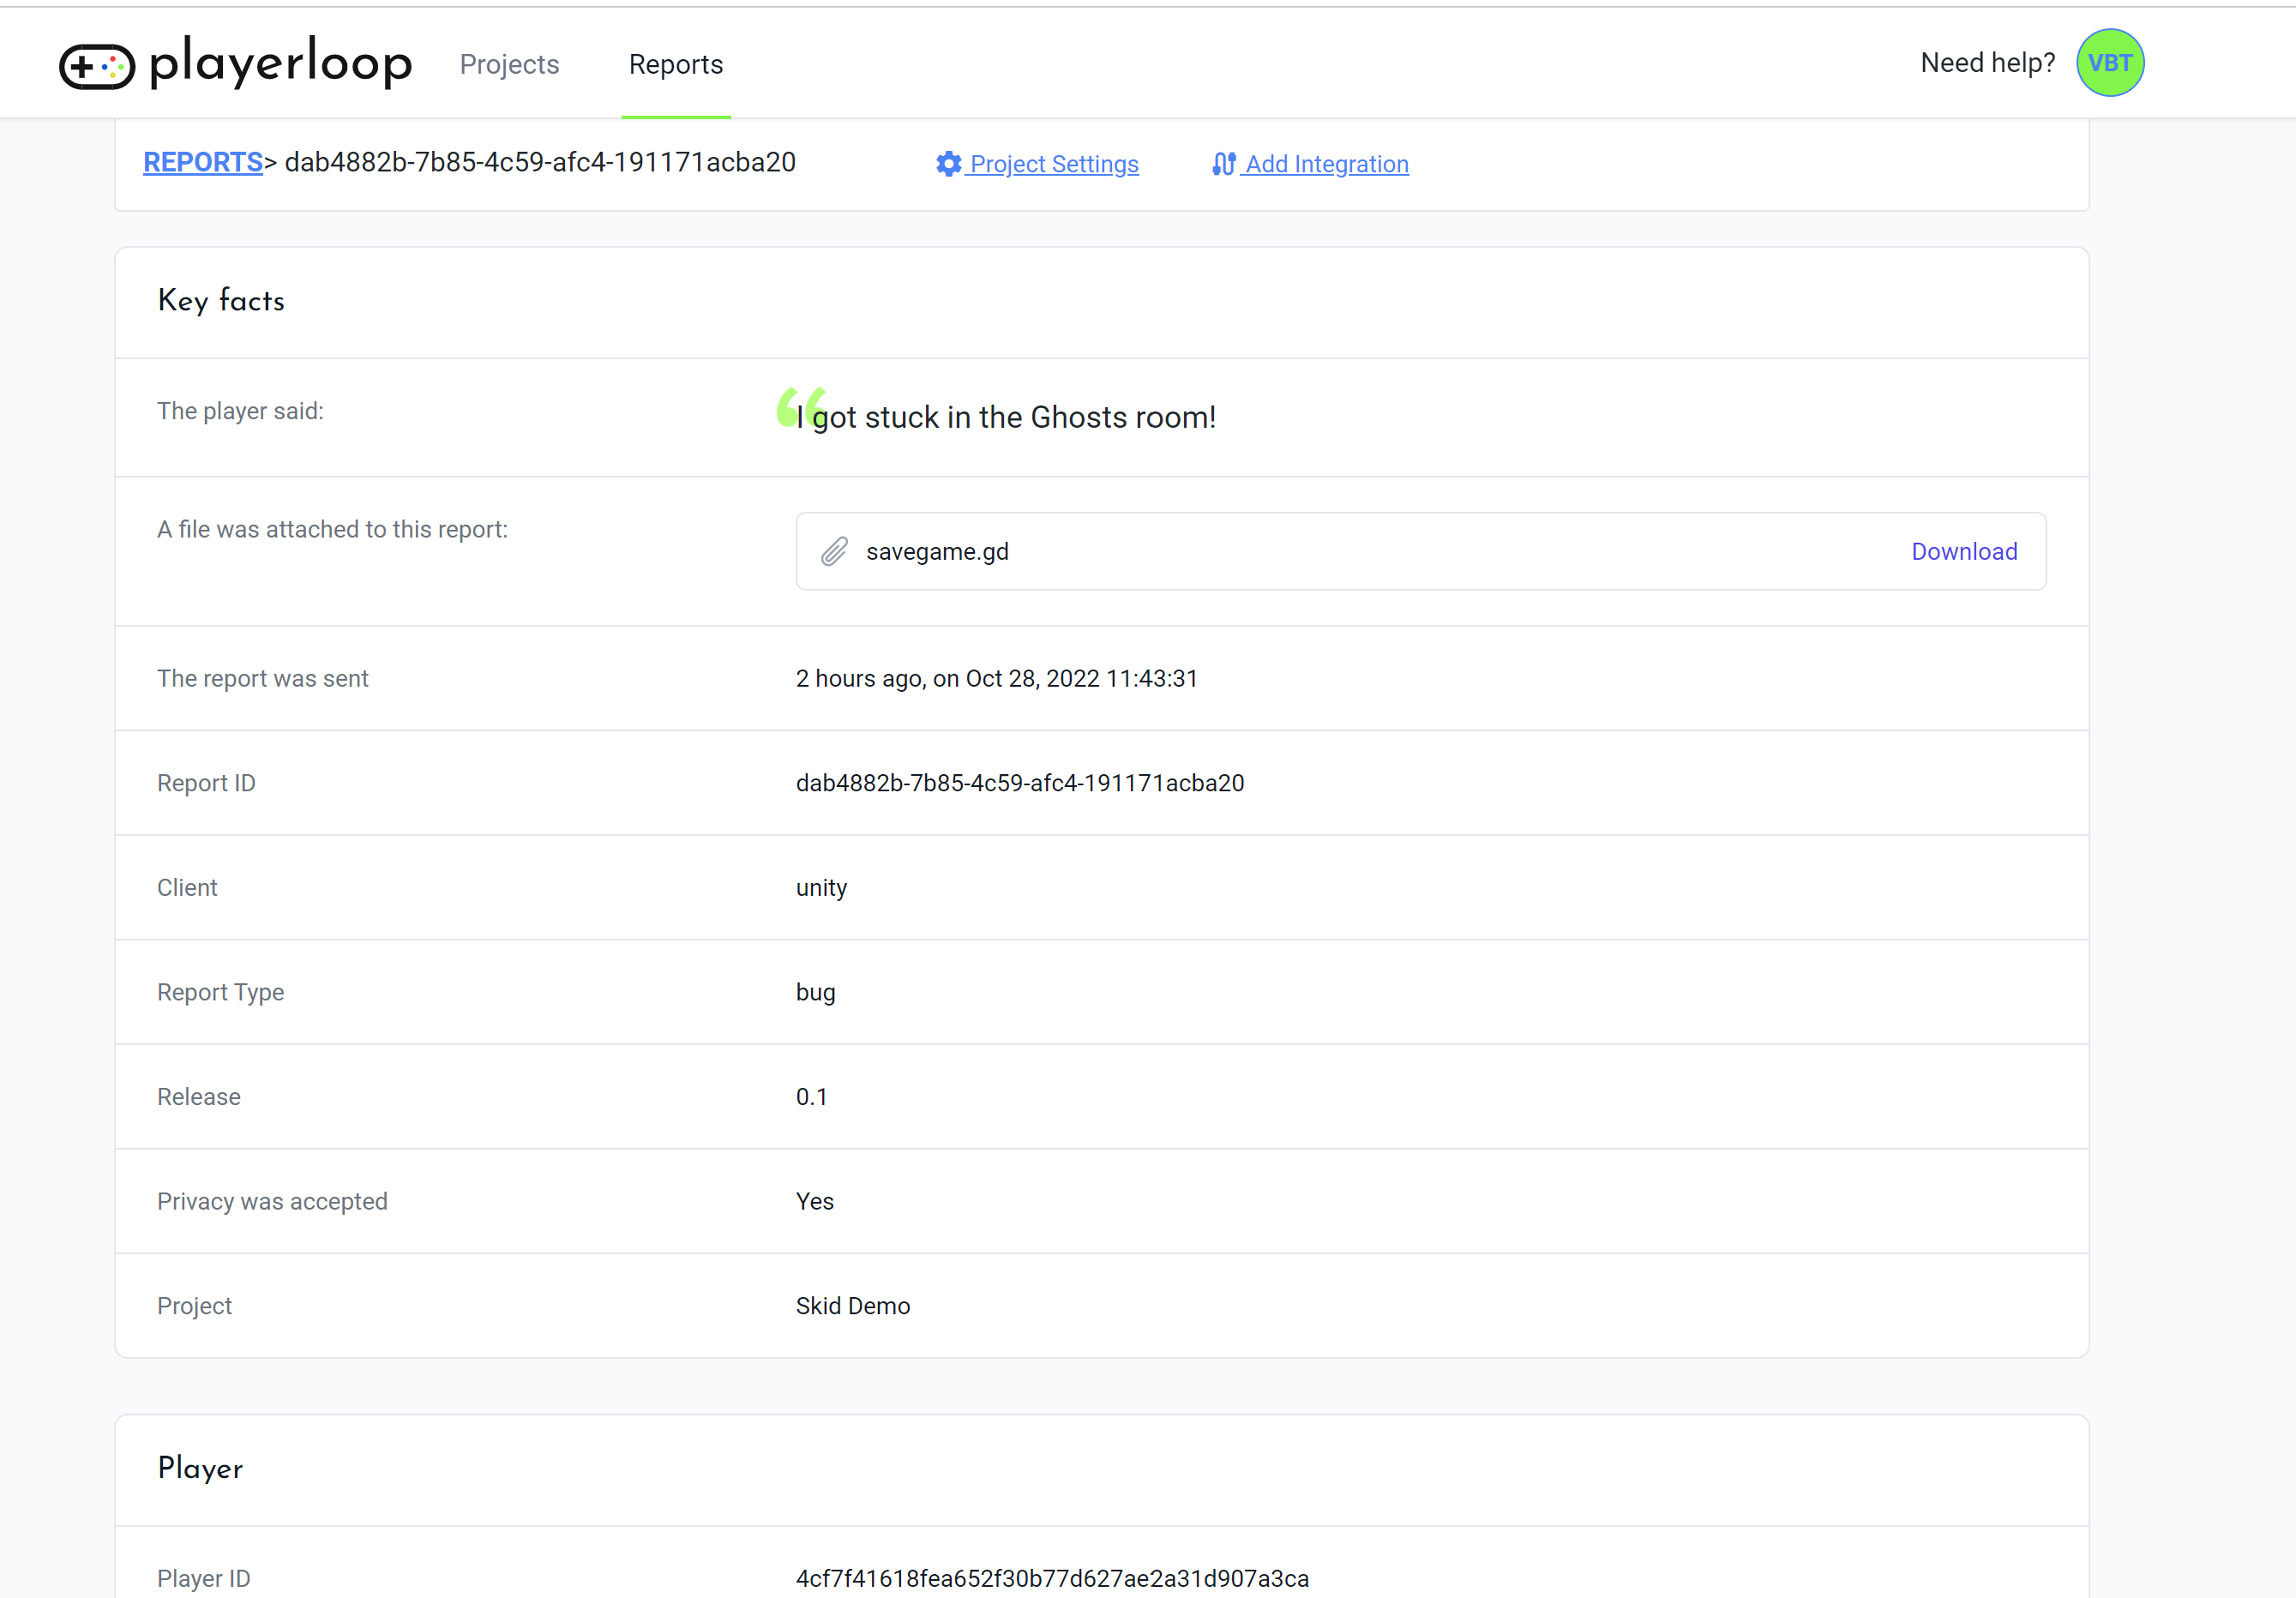 playerloop Projects Reports Need help? VBT
REPORTS> dab4882b-7b85-4c59-afc4-191171acba20 Project Settings Add Integration
Key facts
The player said: I got stuck in the Ghosts room!
A file was attached to this report: savegame.gd Download
The report was sent 2 hours ago, on Oct 28, 2022 11:43:31
Report ID dab4882b-7b85-4c59-afc4-191171acba20
Client unity
Report Type bug
Release 0.1
Privacy was accepted Yes
Project Skid Demo
Player
Player ID 4cf7f41618fea652f30b77d627ae2a31d907a3ca